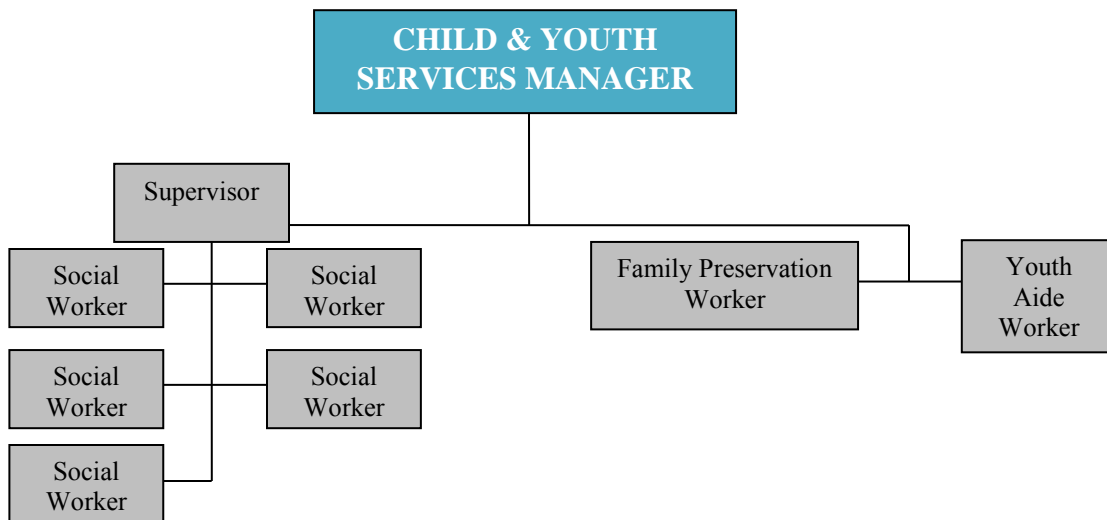 CHILD & YOUTH
SERVICES MANAGER
Supervisor
Social
Worker
Social
Worker
Family Preservation
Worker
Youth
Aide
Worker
Social
Worker
Social
Worker
Social
Worker